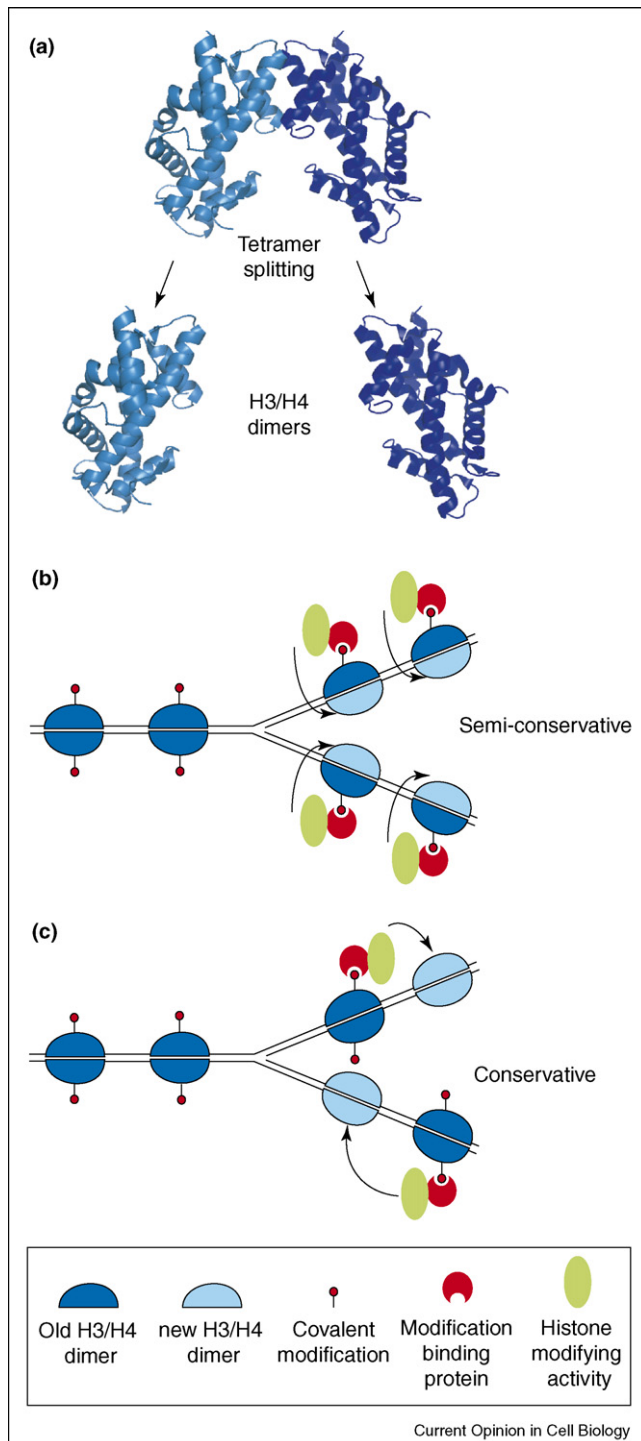 (a)
Tetramer
splitting
H3/H4
dimers
(b)
Semi-conservative
(c)
Conservative
Old H3/H4
dimer
new H3/H4
dimer
Covalent
modification
Modification
binding
protein
Histone
modifying
activity
Current Opinion in Cell Biology